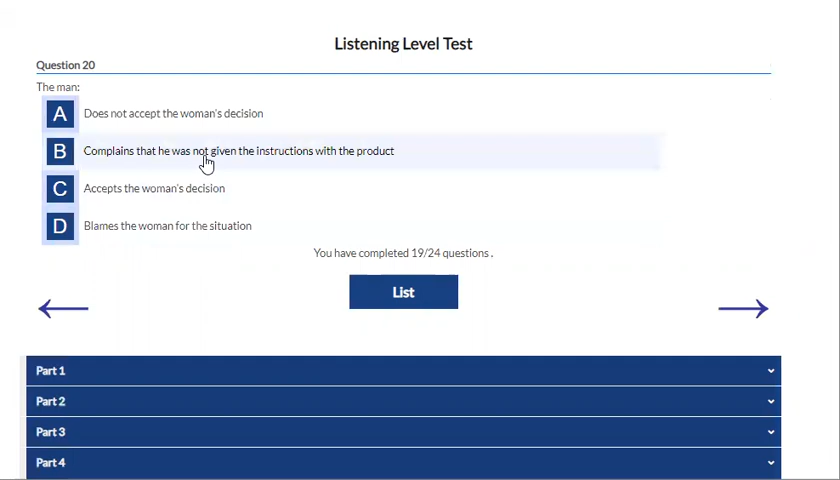 Listening Level Test
Question 20
The man:
A Does not accept the woman's decision
B Complains that he was not given the instructions with the product
C Accepts the woman's decision
D Blames the woman for the situation
You have completed 19/24 questions .
List
Part 1
Part 2
Part 3
Part 4